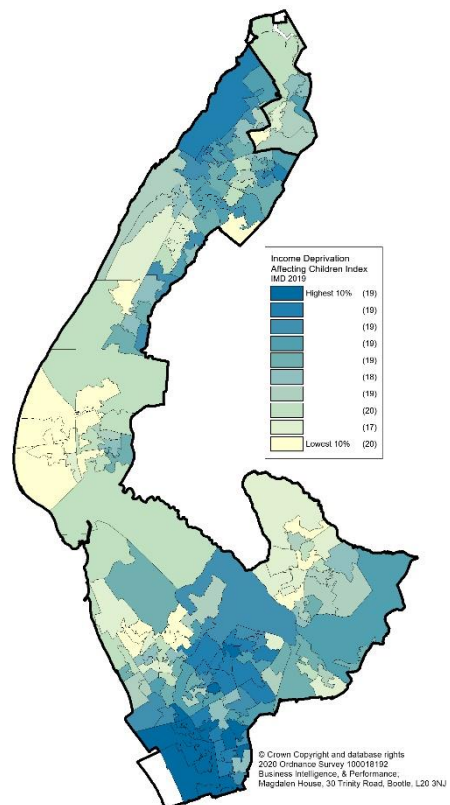 Income Deprivation
Affecting Children Index
IMD 2019
Highest 10% (19)
(19)
(19)
(19)
(19)
(18)
(19)
(20)
(17)
Lowest 10% (20)
© Crown Copyright and database rights
2020 Ordnance Survey 100018192
Business Intelligence, & Performance,
Magdalen House, 30 Trinity Road, Bootle, L20 3NJ